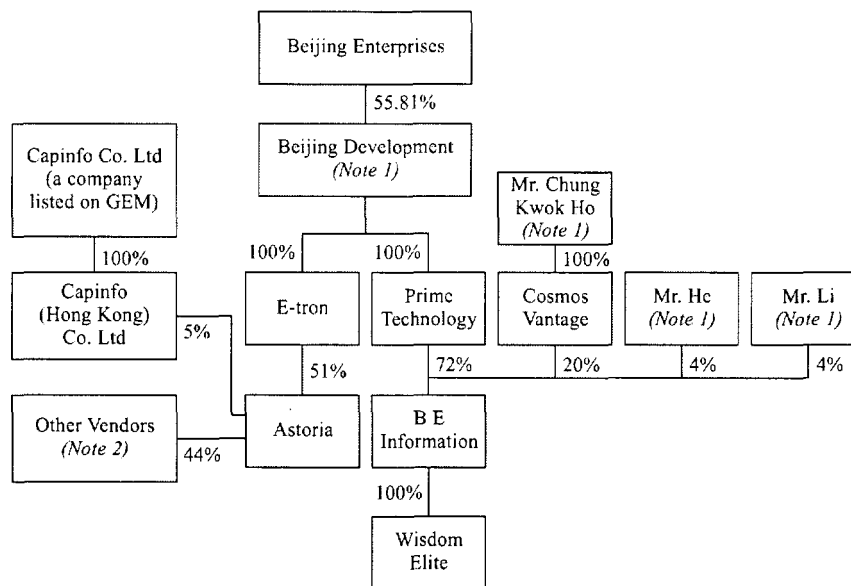 Beijing Enterprises
55.81%
Capinfo Co. Ltd
(a company
listed on GEM)
Beijing Development
(Note 1)
Mr. Chung
Kwok Ho
(Note 1)
100%
100%
100%
100%
Capinfo
(Hong Kong)
Co. Ltd
E-tron
Prime
Technology
Cosmos
Vantage
Mr. He
(Note 1)
Mr. Li
(Note 1)
5%
51%
72%
20%
4%
4%
Other Vendors
(Note 2)
44%
Astoria
B E
Information
100%
Wisdom
Elite